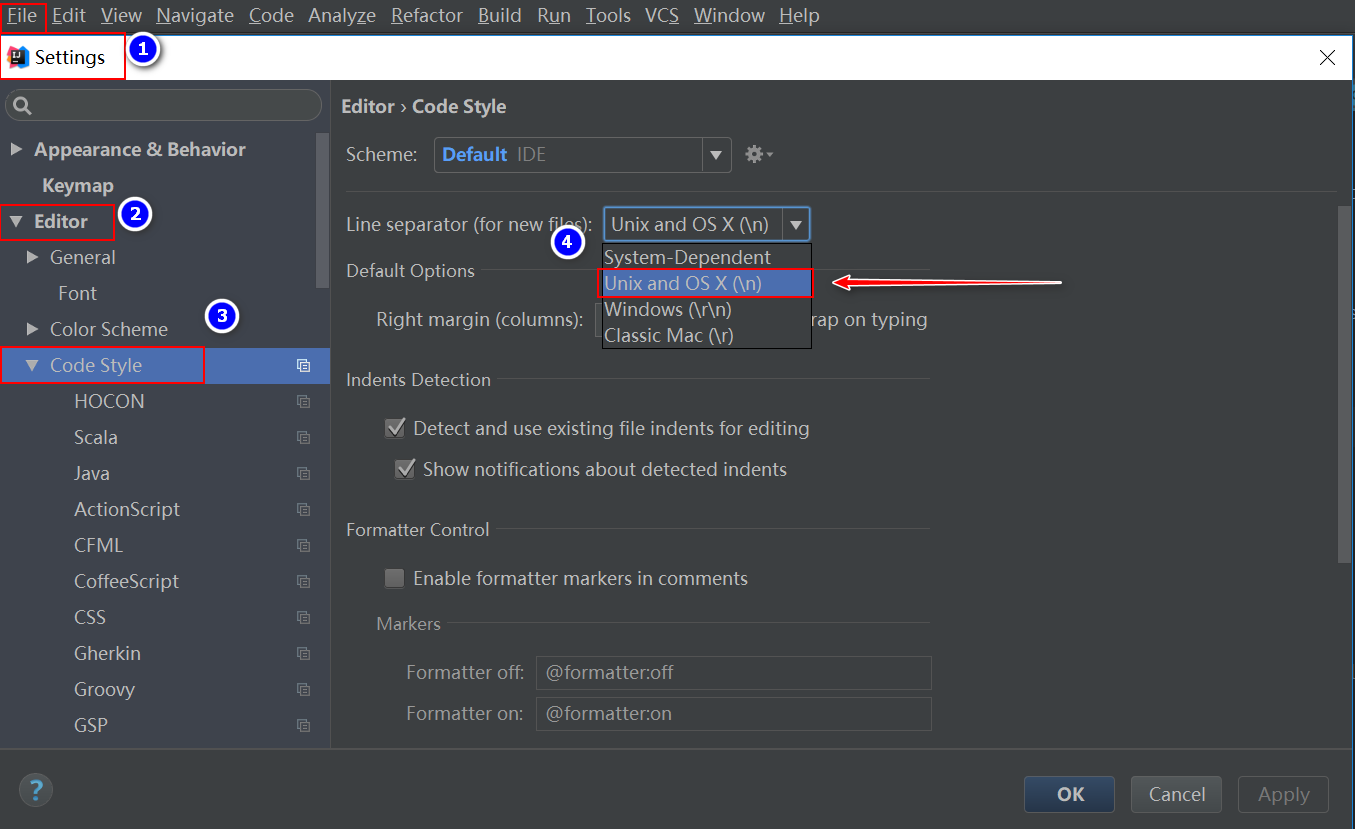 File Edit View Navigate Code Analyze Refactor Build Run Tools VCS Window Help
Settings 1
Editor › Code Style
Appearance & Behavior
Scheme: Default IDE
Keymap
Editor 2
Line separator (for new files): Unix and OS X (\n)
4
System-Dependent
Unix and OS X (\n)
Windows (\r\n)
Classic Mac (\r)
General
Default Options
Font
Color Scheme 3
Right margin (columns): rap on typing
Code Style
Indents Detection
HOCON
Detect and use existing file indents for editing
Scala
Show notifications about detected indents
Java
ActionScript
Formatter Control
CFML
CoffeeScript
Enable formatter markers in comments
CSS
Markers
Gherkin
Formatter off: @formatter:off
Groovy
Formatter on: @formatter:on
GSP
?
OK Cancel Apply